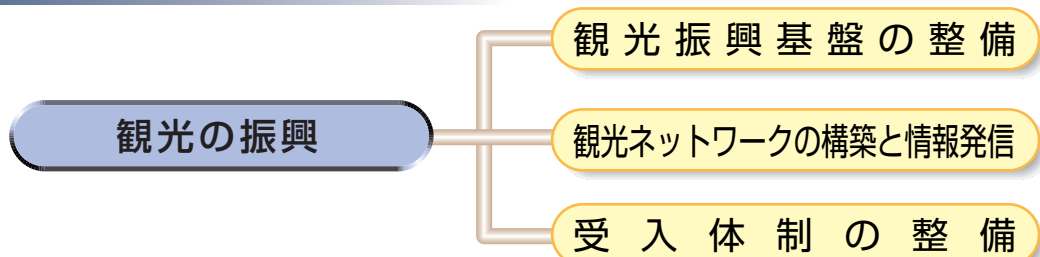 観光の振興
観光振興基盤の整備
観光ネットワークの構築と情報発信
受入体制の整備